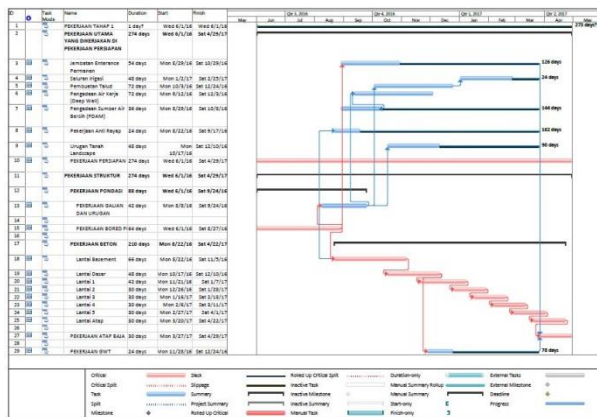 ID Task Mode Name Duration Start Finish
Qtr 3, 2016 Qtr 4, 2016 Qtr 1, 2017 Qtr 2, 2017
May Jun Jul Aug Sep Oct Nov Dec Jan Feb Mar Apr May
1 PEKERJAAN TAHAP 1 1 day? Wed 6/1/16 Wed 6/1/16
2 PEKERJAAN UTAMA YANG DIKERJAKAN DI PEKERJAAN PERSIAPAN 274 days Wed 6/1/16 Sat 4/29/17
3 Jembatan Enterance Permanen 54 days Mon 8/29/16 Sat 10/29/16
4 Saluran Irigasi 48 days Mon 1/2/17 Sat 2/25/17
5 Pembuatan Talud 72 days Mon 10/3/16 Sat 12/24/16
6 Pengadaan Air Kerja (Deep Well) 72 days Mon 9/12/16 Sat 12/3/16
7 Pengadaan Sumber Air Bersih (PDAM) 36 days Mon 8/29/16 Sat 10/8/16
8 Pekerjaan Anti Rayap 24 days Mon 8/22/16 Sat 9/17/16
9 Urugan Tanah Landscape 48 days Mon 10/17/16 Sat 12/10/16
10 PEKERJAAN PERSIAPAN 274 days Wed 6/1/16 Sat 4/29/17
11 PEKERJAAN STRUKTUR 274 days Wed 6/1/16 Sat 4/29/17
12 PEKERJAAN PONDASI Wed 6/1/16 Sat 9/24/16
13 PEKERJAAN GALIAN DAN URUGAN 42 days Mon 8/8/16 Sat 9/24/16
14
15 PEKERJAAN BORED Wed 6/1/16 Sat 8/27/16
16
17 PEKERJAAN BETON 210 days Mon 8/22/16 Sat 4/22/17
18 Lantai Basement 66 days Mon 8/22/16 Sat 11/5/16
19 Lantai Dasar 48 days Mon 10/17/16 Sat 12/10/16
20 Lantai 1 42 days Mon 11/21/16 Sat 1/7/17
21 Lantai 2 30 days Mon 12/26/16 Sat 1/28/17
22 Lantai 3 30 days Mon 1/16/17 Sat 2/18/17
23 Lantai 4 30 days Mon 2/6/17 Sat 3/11/17
24 Lantai 5 30 days Mon 2/27/17 Sat 4/1/17
25 Lantai Atap 30 days Mon 3/20/17 Sat 4/22/17
26
27 PEKERJAAN ATAP BAJA 30 days Mon 3/27/17 Sat 4/29/17
28
29 PEKERJAAN GWT 24 days Mon 11/28/16 Sat 12/24/16
126 days
24 days
144 days
162 days
90 days
78 days
Critical Slack Rolled Up Critical Split Duration-only External Tasks
Critical Split Slippage Inactive Task Manual Summary Rollup External Milestone
Task Summary Inactive Milestone Manual Summary Deadline
Split Project Summary Inactive Summary Start-only Progress
Milestone Rolled Up Critical Manual Task Finish-only